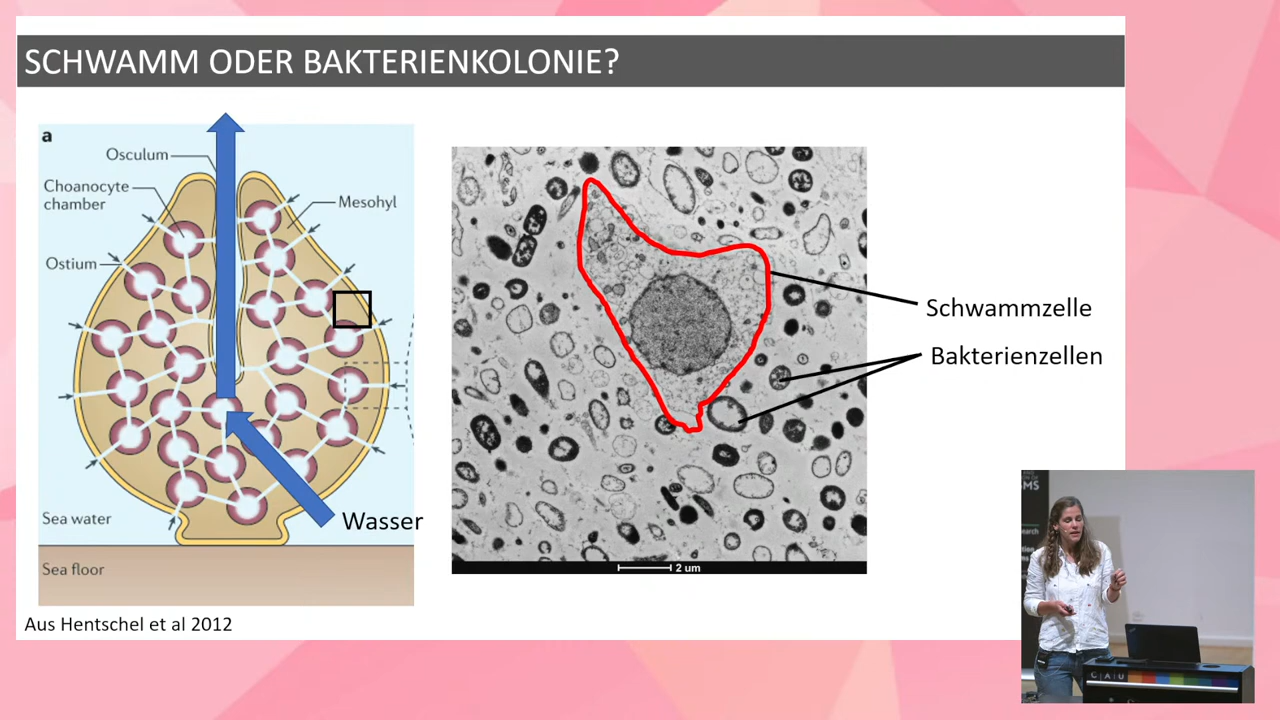 SCHWAMM ODER BAKTERIENKOLONIE?
a
Osculum
Choanocyte
chamber
Mesohyl
Ostium
Wasser
Sea water
Sea floor
Aus Hentschel et al 2012
Schwammzelle
Bakterienzellen
2 um
C|A|U